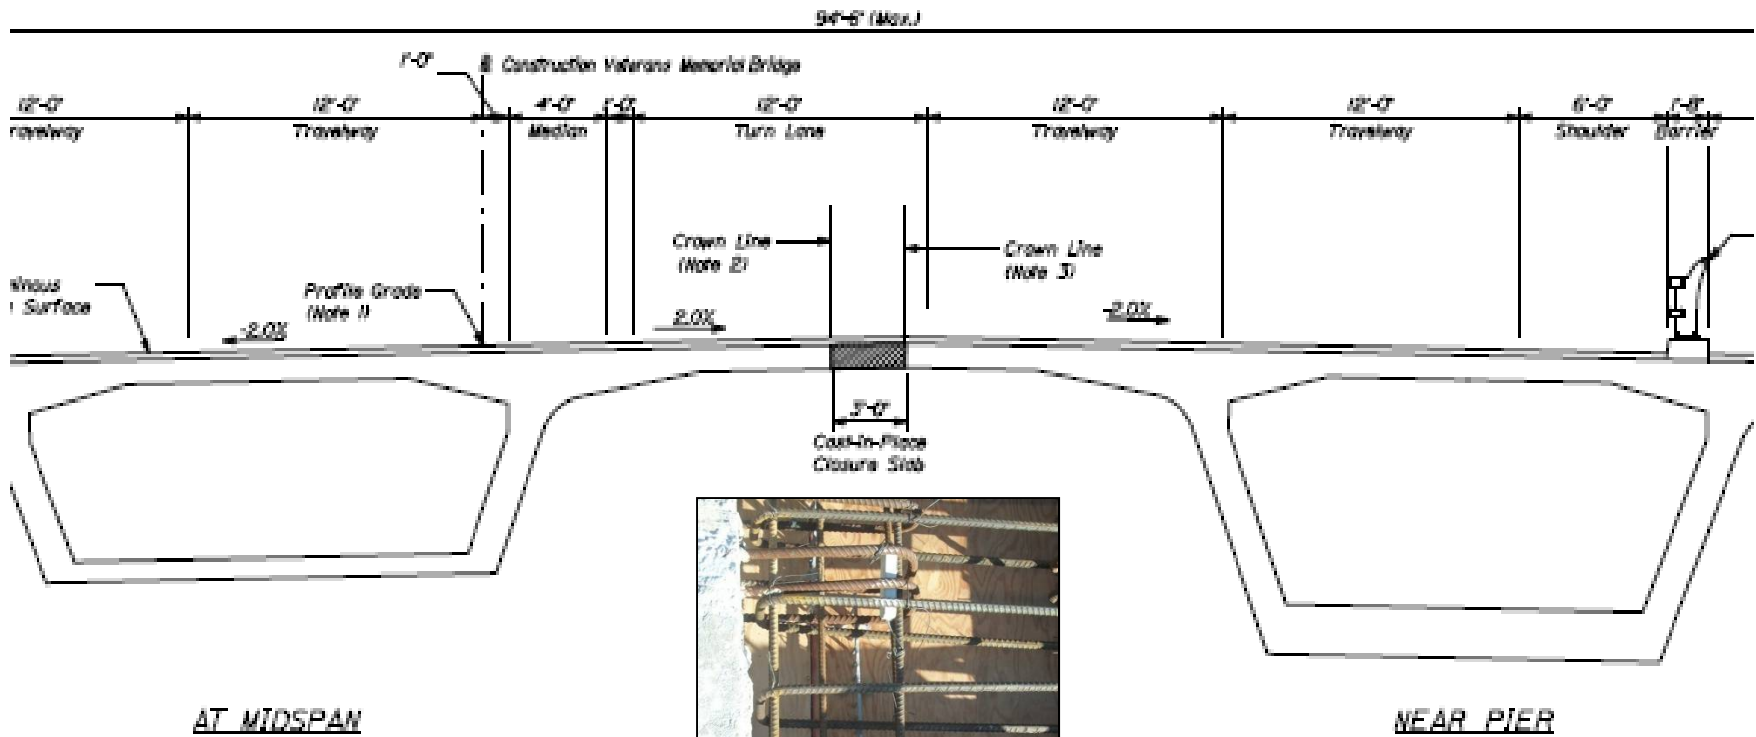 94'-6" (Max.)
1'-0"
℄ Construction Veterans Memorial Bridge
12'-0" 12'-0" 4'-0" 1'-0" 12'-0" 12'-0" 12'-0" 6'-0" 1'-8"
ravelway Travelway Median Turn Lane Travelway Travelway Shoulder Barrier
Crown Line
(Note 2)
Crown Line
(Note 3)
minous
Surface
Profile Grade
(Note 1)
-2.0% 2.0% -2.0%
3'-0"
Cast-in-Place
Closure Slab
AT MIDSPAN
NEAR PIER